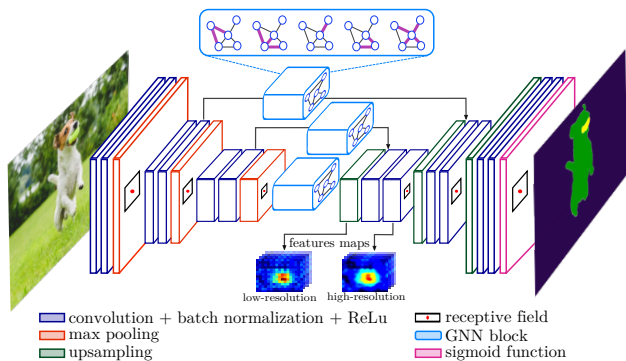 features maps
low-resolution
high-resolution
convolution + batch normalization + ReLu
receptive field
max pooling
GNN block
upsampling
sigmoid function